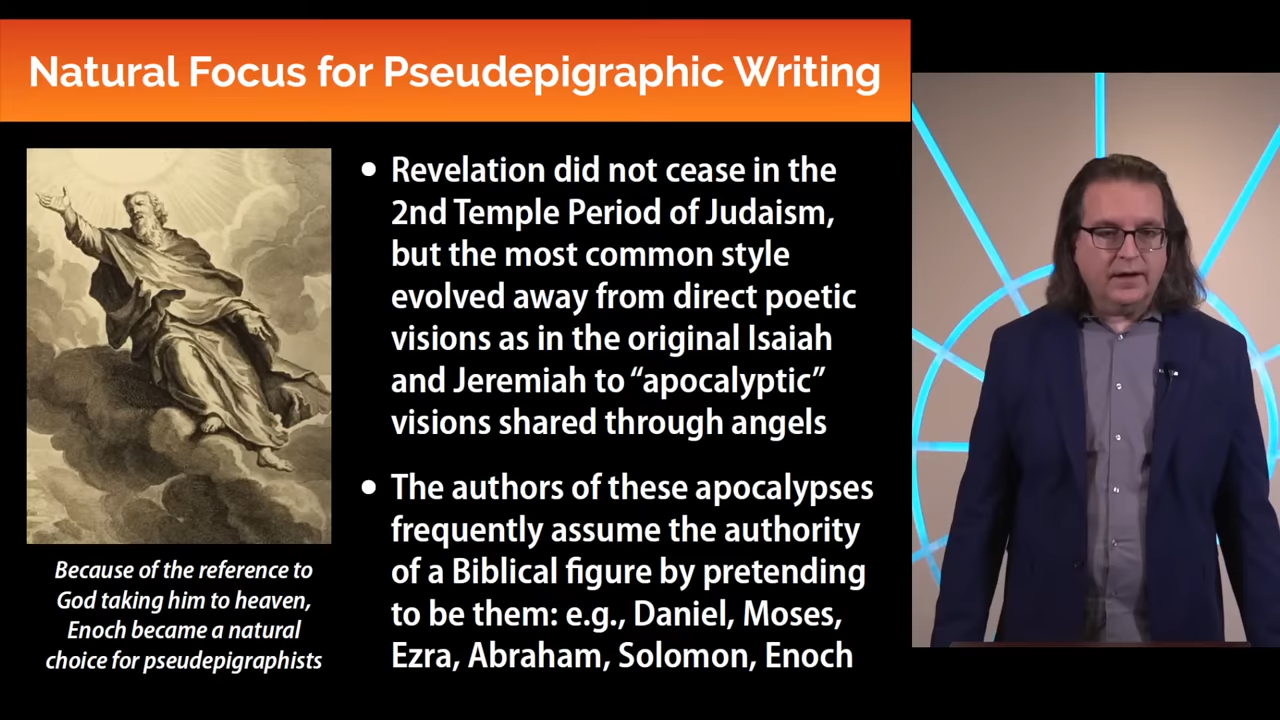 Natural Focus for Pseudepigraphic Writing
• Revelation did not cease in the
2nd Temple Period of Judaism,
but the most common style
evolved away from direct poetic
visions as in the original Isaiah
and Jeremiah to “apocalyptic”
visions shared through angels
• The authors of these apocalypses
frequently assume the authority
of a Biblical figure by pretending
to be them: e.g., Daniel, Moses,
Ezra, Abraham, Solomon, Enoch
Because of the reference to
God taking him to heaven,
Enoch became a natural
choice for pseudepigraphists